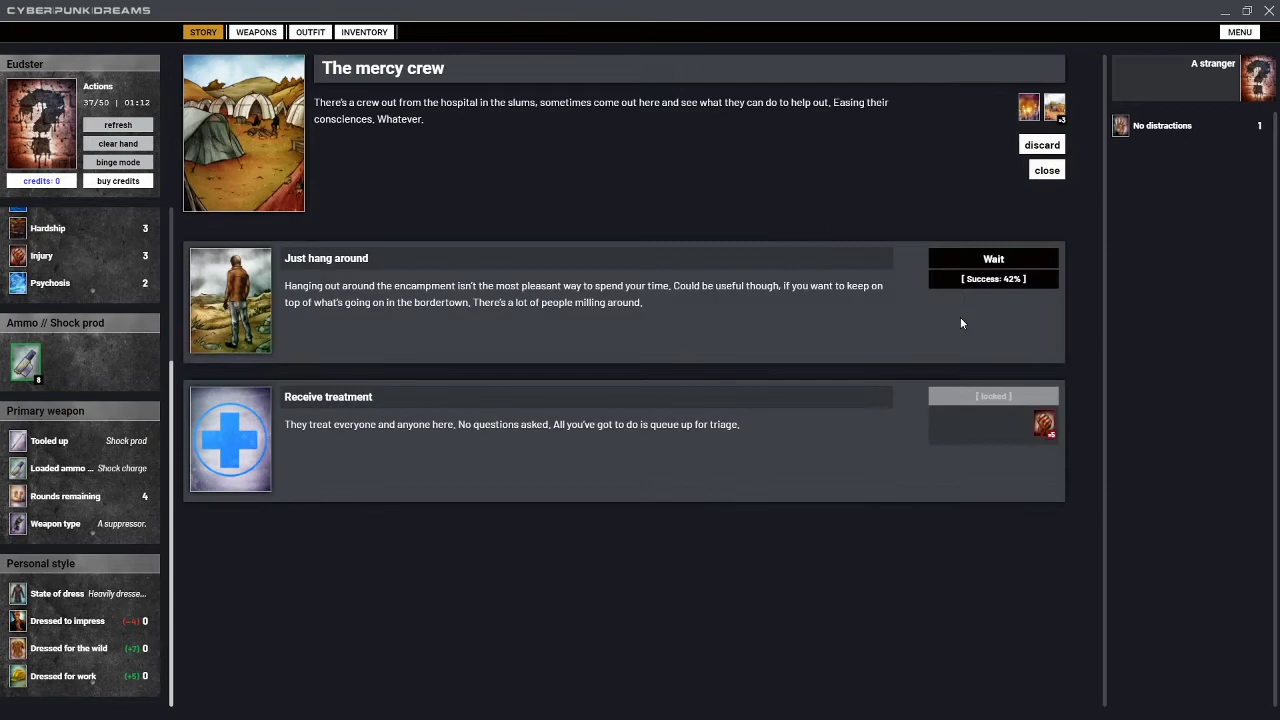 CYBER|PUNK|DREAMS
STORY
WEAPONS
OUTFIT
INVENTORY
MENU
Eudster
Actions
37/50 | 01:12
refresh
clear hand
binge mode
credits: 0
buy credits
Hardship 3
Injury 3
Psychosis 2
Ammo // Shock prod
8
Primary weapon
Tooled up Shock prod
Loaded ammo ... Shock charge
Rounds remaining 4
Weapon type A suppressor.
Personal style
State of dress Heavily dresse...
Dressed to impress (-4) 0
Dressed for the wild (+7) 0
Dressed for work (+5) 0
The mercy crew
There's a crew out from the hospital in the slums, sometimes come out here and see what they can do to help out. Easing their
consciences. Whatever.
×3
discard
close
Just hang around
Hanging out around the encampment isn't the most pleasant way to spend your time. Could be useful though, if you want to keep on
top of what's going on in the bordertown. There's a lot of people milling around.
Wait
[ Success: 42% ]
Receive treatment
They treat everyone and anyone here. No questions asked. All you've got to do is queue up for triage.
[ locked ]
×5
A stranger
No distractions 1